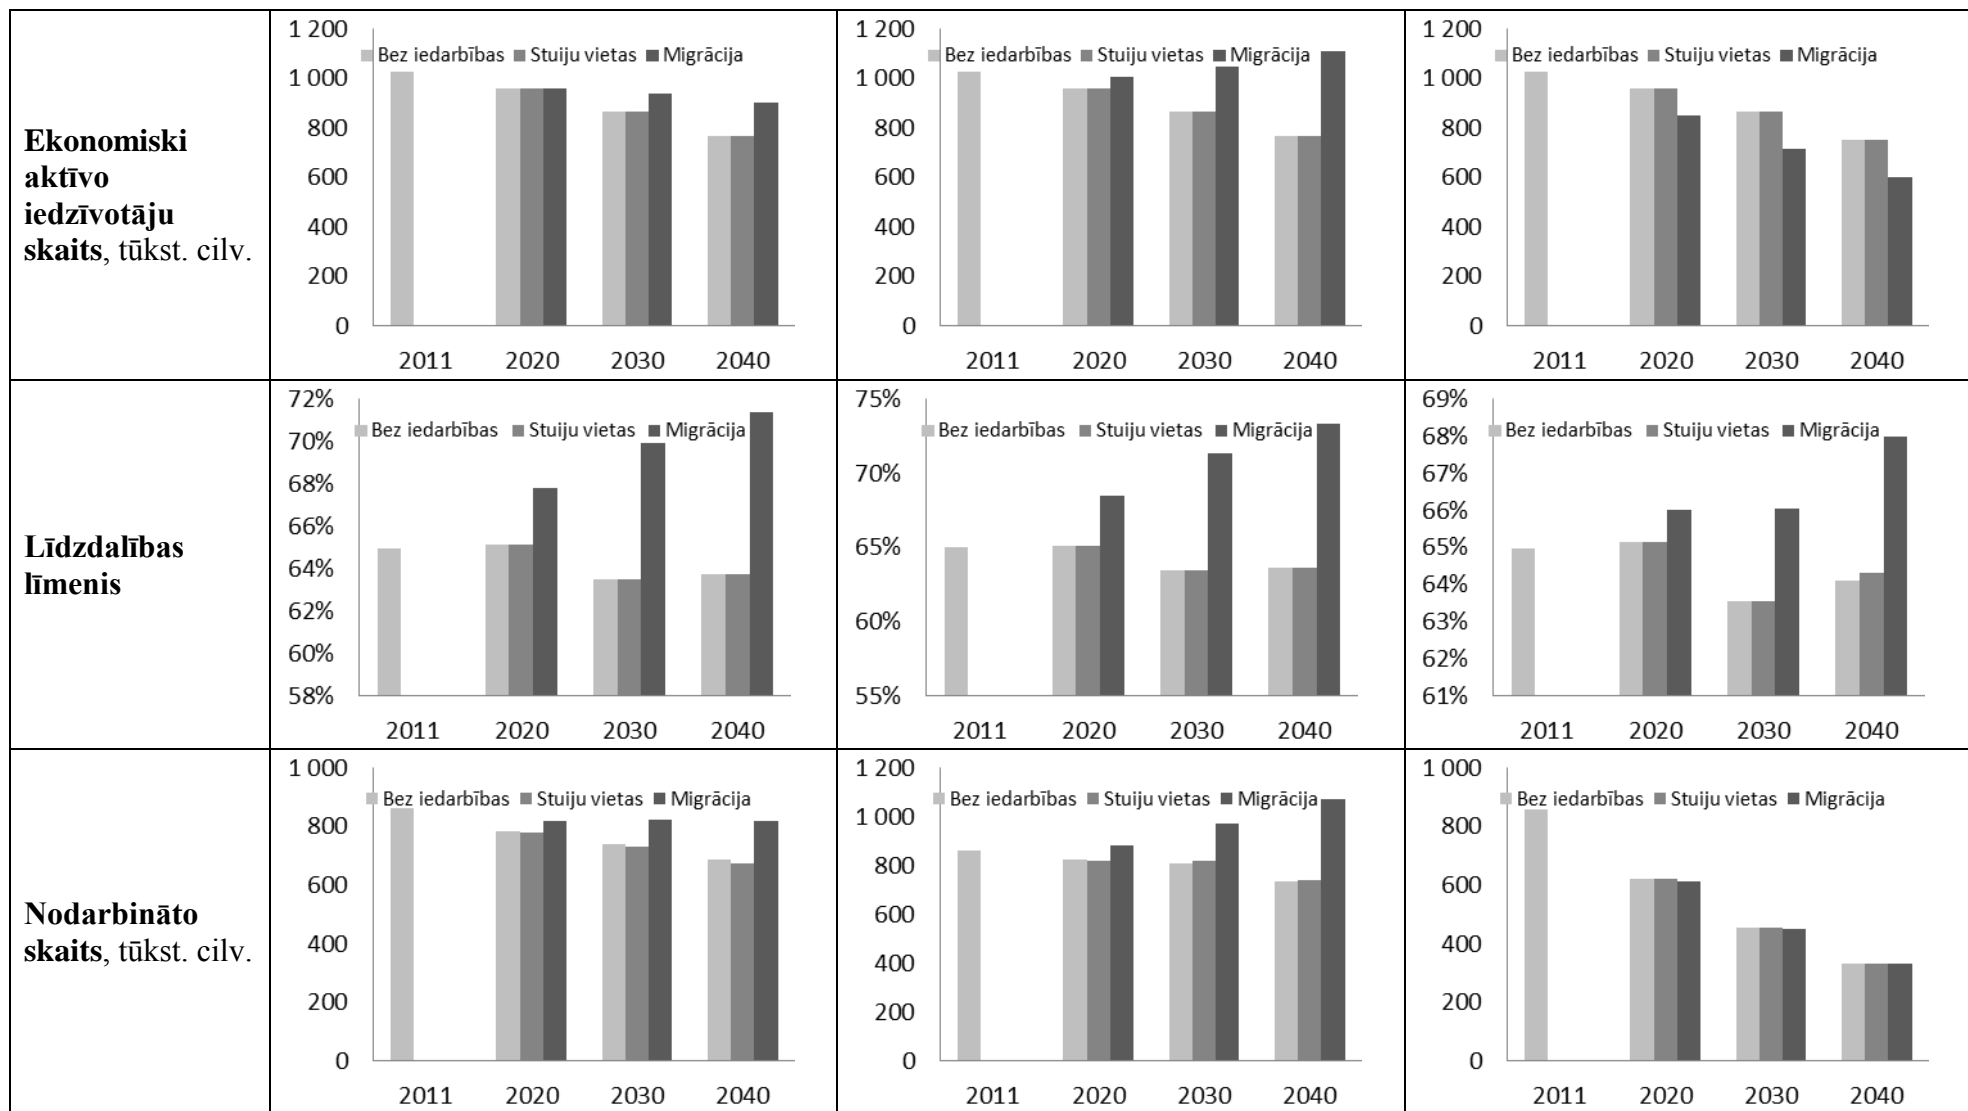 Ekonomiski
aktīvo
iedzīvotāju
skaits, tūkst. cilv.
1 200
1 000
800
600
400
200
0
Bez iedarbības Stuiju vietas Migrācija
2011 2020 2030 2040
1 200
1 000
800
600
400
200
0
Bez iedarbības Stuiju vietas Migrācija
2011 2020 2030 2040
1 200
1 000
800
600
400
200
0
Bez iedarbības Stuiju vietas Migrācija
2011 2020 2030 2040
Līdzdalības
līmenis
72%
70%
68%
66%
64%
62%
60%
58%
Bez iedarbības Stuiju vietas Migrācija
2011 2020 2030 2040
75%
70%
65%
60%
55%
Bez iedarbības Stuiju vietas Migrācija
2011 2020 2030 2040
69%
68%
67%
66%
65%
64%
63%
62%
61%
Bez iedarbības Stuiju vietas Migrācija
2011 2020 2030 2040
Nodarbināto
skaits, tūkst. cilv.
1 000
800
600
400
200
0
Bez iedarbības Stuiju vietas Migrācija
2011 2020 2030 2040
1 200
1 000
800
600
400
200
0
Bez iedarbības Stuiju vietas Migrācija
2011 2020 2030 2040
1 000
800
600
400
200
0
Bez iedarbības Stuiju vietas Migrācija
2011 2020 2030 2040